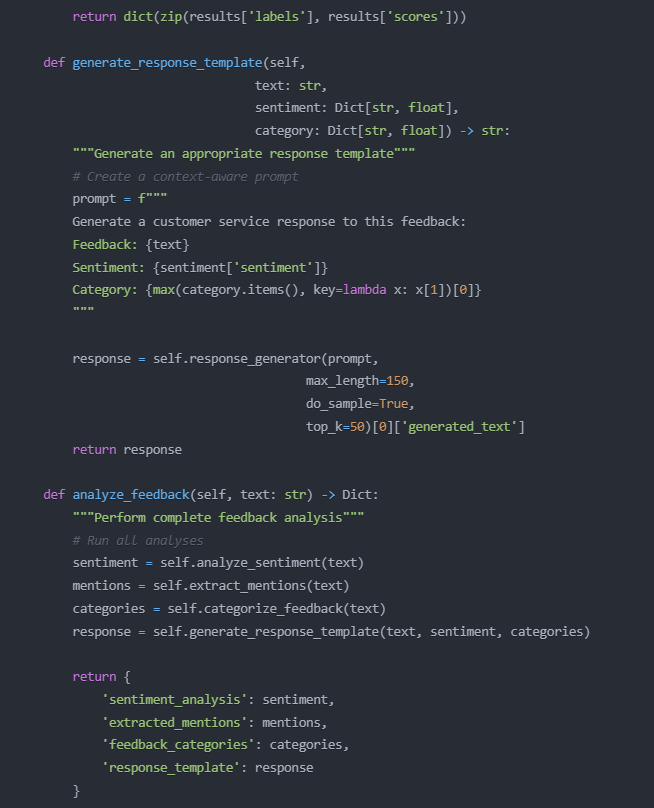 return dict(zip(results['labels'], results['scores']))
def generate_response_template(self,
text: str,
sentiment: Dict[str, float],
category: Dict[str, float]) -> str:
"""Generate an appropriate response template"""
# Create a context-aware prompt
prompt = f"""
Generate a customer service response to this feedback:
Feedback: {text}
Sentiment: {sentiment['sentiment']}
Category: {max(category.items(), key=lambda x: x[1])[0]}
"""
response = self.response_generator(prompt,
max_length=150,
do_sample=True,
top_k=50)[0]['generated_text']
return response
def analyze_feedback(self, text: str) -> Dict:
"""Perform complete feedback analysis"""
# Run all analyses
sentiment = self.analyze_sentiment(text)
mentions = self.extract_mentions(text)
categories = self.categorize_feedback(text)
response = self.generate_response_template(text, sentiment, categories)
return {
'sentiment_analysis': sentiment,
'extracted_mentions': mentions,
'feedback_categories': categories,
'response_template': response
}